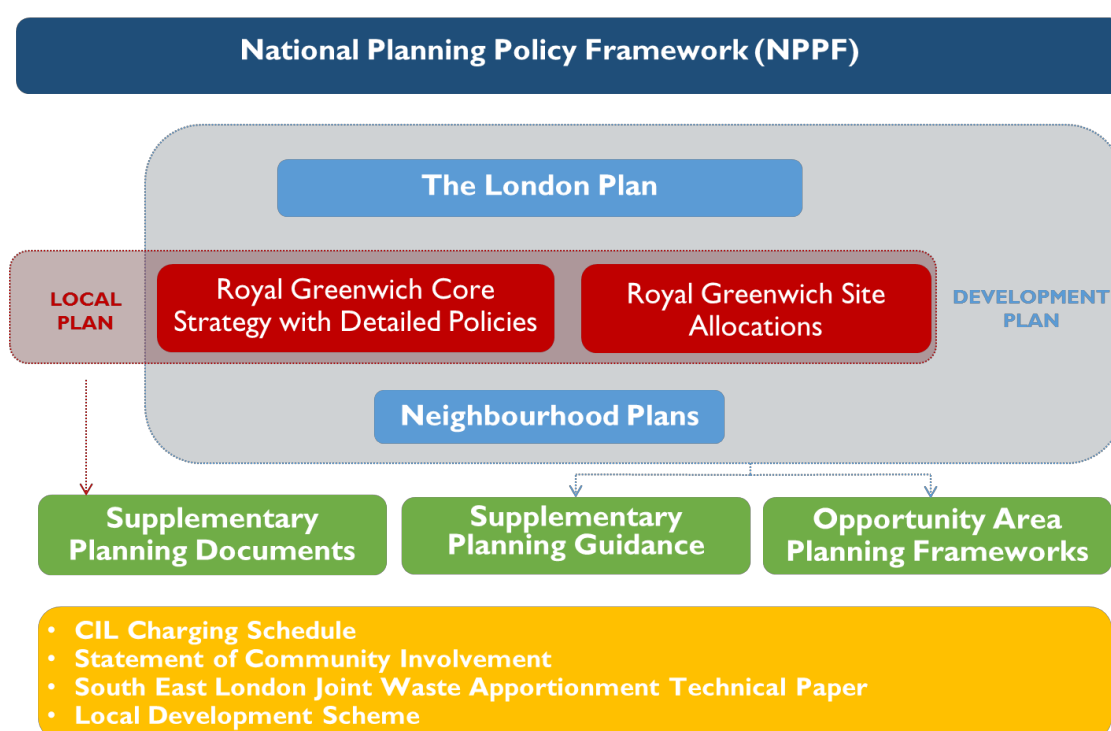 National Planning Policy Framework (NPPF)
The London Plan
LOCAL
PLAN
Royal Greenwich Core
Strategy with Detailed Policies
Royal Greenwich Site
Allocations
DEVELOPMENT
PLAN
Neighbourhood Plans
Supplementary
Planning Documents
Supplementary
Planning Guidance
Opportunity Area
Planning Frameworks
• CIL Charging Schedule
• Statement of Community Involvement
• South East London Joint Waste Apportionment Technical Paper
• Local Development Scheme